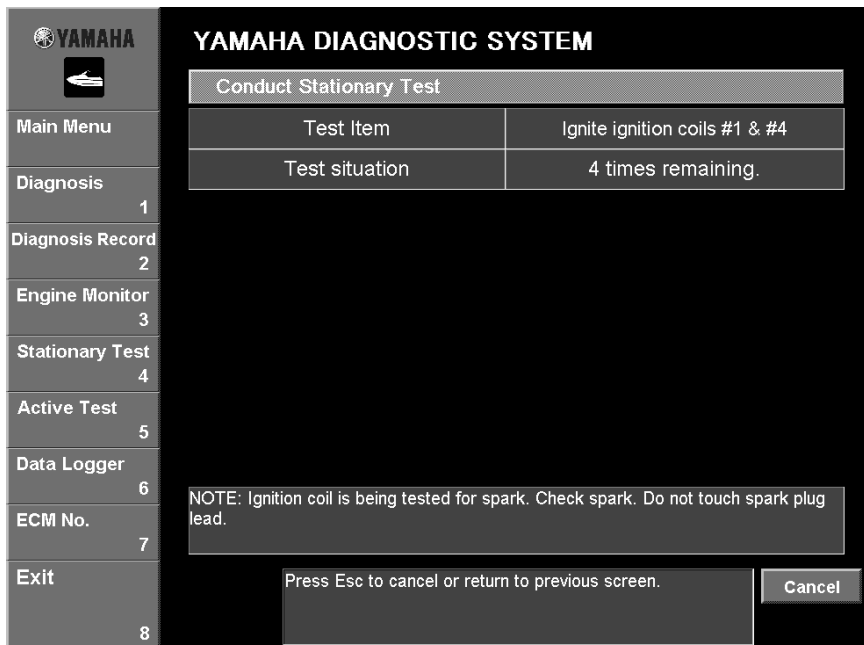 YAMAHA
YAMAHA DIAGNOSTIC SYSTEM
Conduct Stationary Test
Main Menu
Diagnosis
1
Diagnosis Record
2
Engine Monitor
3
Stationary Test
4
Active Test
5
Data Logger
6
ECM No.
7
Exit
8
Test Item
Ignite ignition coils #1 & #4
Test situation
4 times remaining.
NOTE: Ignition coil is being tested for spark. Check spark. Do not touch spark plug
lead.
Press Esc to cancel or return to previous screen.
Cancel